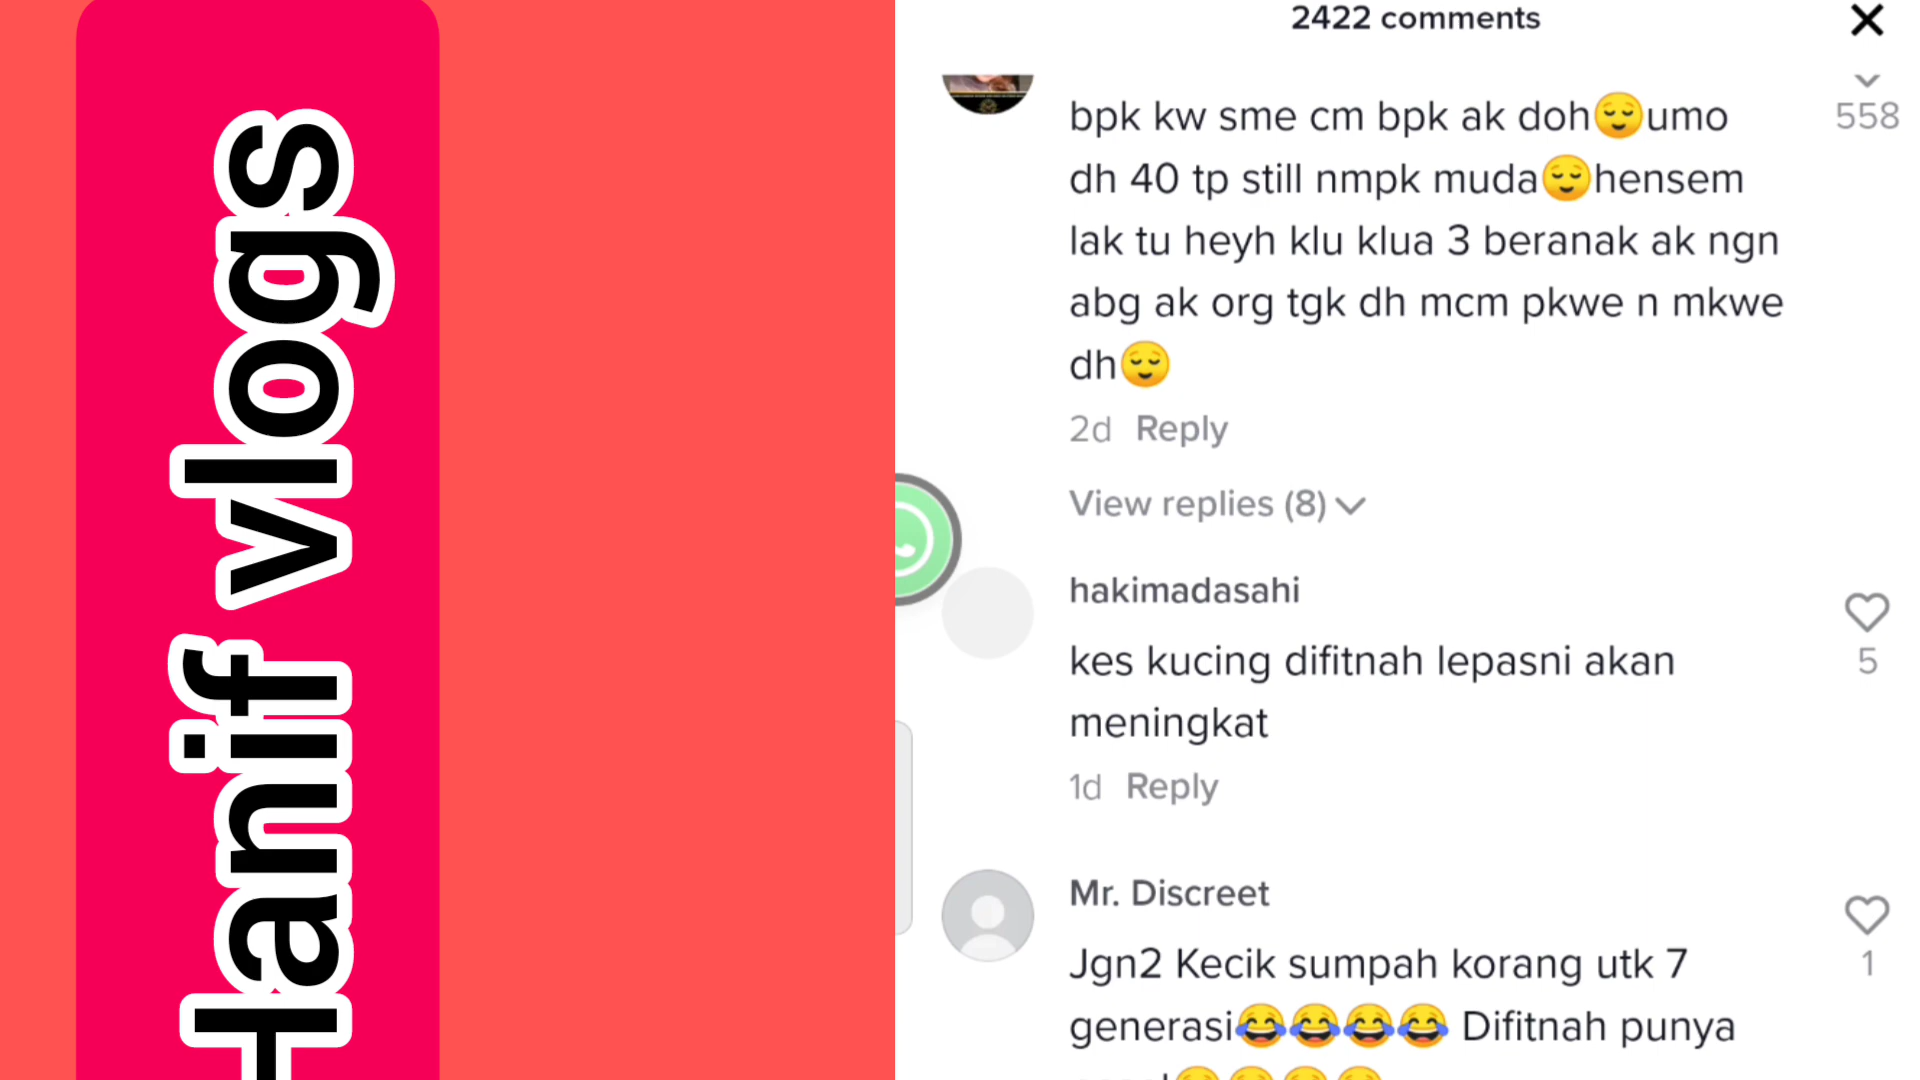 Hanif vlogs
2422 comments
bpk kw sme cm bpk ak doh😌umo
dh 40 tp still nmpk muda😌hensem
lak tu heyh klu klua 3 beranak ak ngn
abg ak org tgk dh mcm pkwe n mkwe
dh😌
558
2d Reply
View replies (8)
hakimadasahi
kes kucing difitnah lepasni akan
meningkat
5
1d Reply
Mr. Discreet
Jgn2 Kecik sumpah korang utk 7
generasi😂😂😂😂 Difitnah punya
1